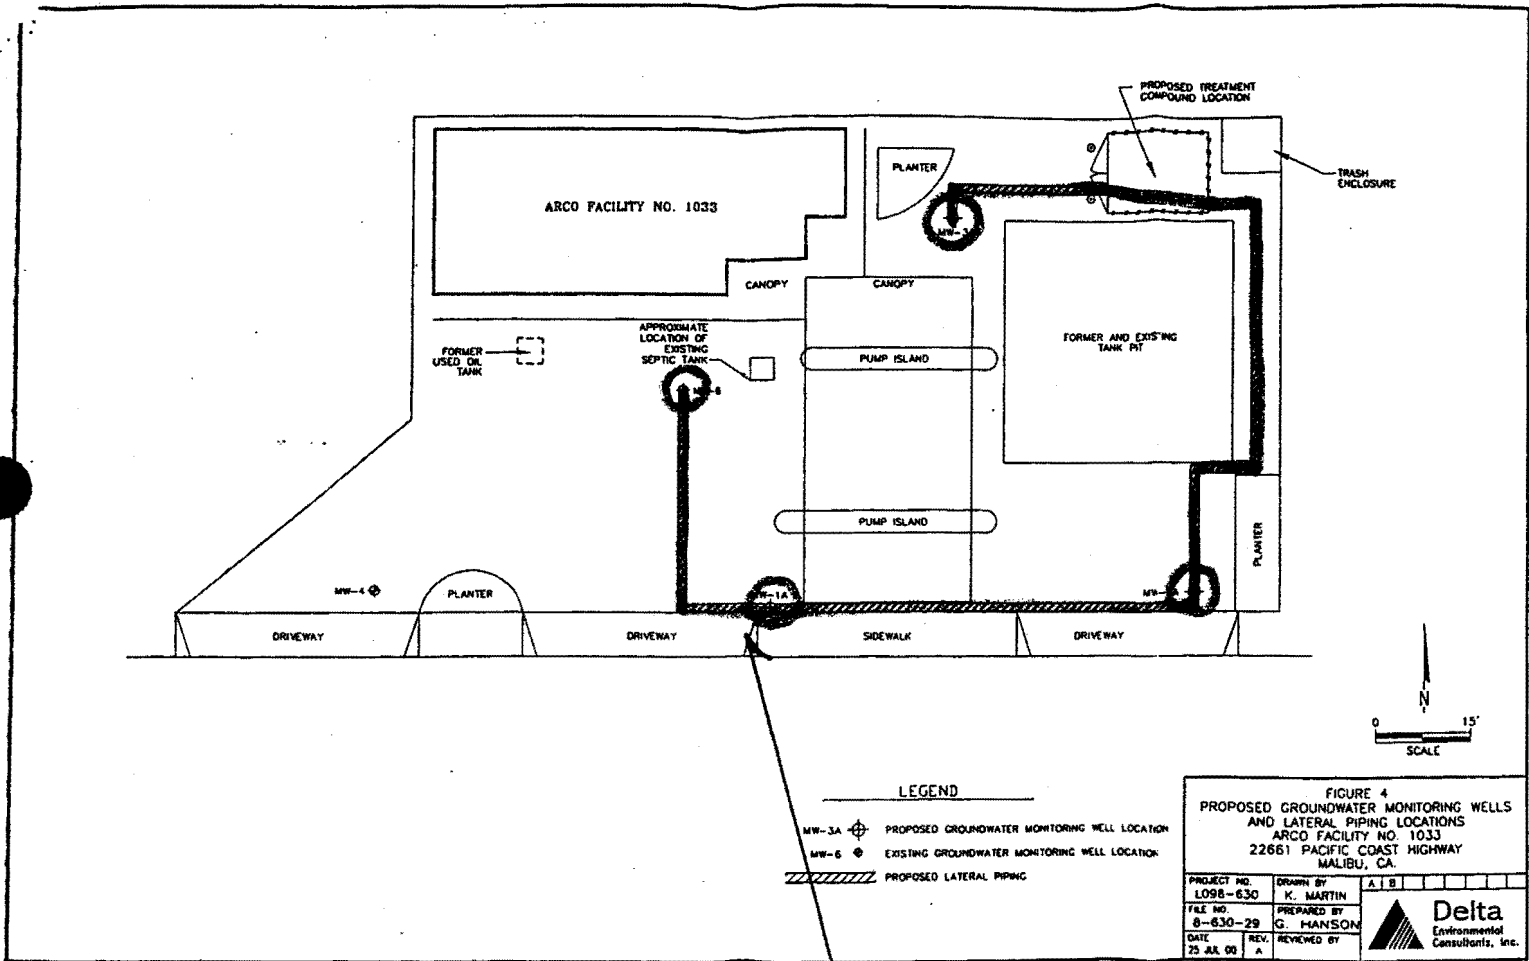 PROPOSED TREATMENT
COMPOUND LOCATION
PLANTER
TRASH
ENCLOSURE
ARCO FACILITY NO. 1033
CANOPY
CANOPY
APPROXIMATE
LOCATION OF
EXISTING
SEPTIC TANK
FORMER
USED OIL
TANK
PUMP ISLAND
FORMER AND EXISTING
TANK PIT
PUMP ISLAND
PLANTER
MW-4
PLANTER
DRIVEWAY
DRIVEWAY
SIDEWALK
DRIVEWAY
N
0 15'
SCALE
LEGEND
MW-3A PROPOSED GROUNDWATER MONITORING WELL LOCATION
MW-6 EXISTING GROUNDWATER MONITORING WELL LOCATION
PROPOSED LATERAL PIPING
FIGURE 4
PROPOSED GROUNDWATER MONITORING WELLS
AND LATERAL PIPING LOCATIONS
ARCO FACILITY NO. 1033
22661 PACIFIC COAST HIGHWAY
MALIBU, CA.
PROJECT NO.
L098-630
DRAWN BY
K. MARTIN
A B
FILE NO.
8-630-29
PREPARED BY
G. HANSON
DATE
25 JUL 00
REV.
A
REVIEWED BY
Delta
Environmental
Consultants, Inc.